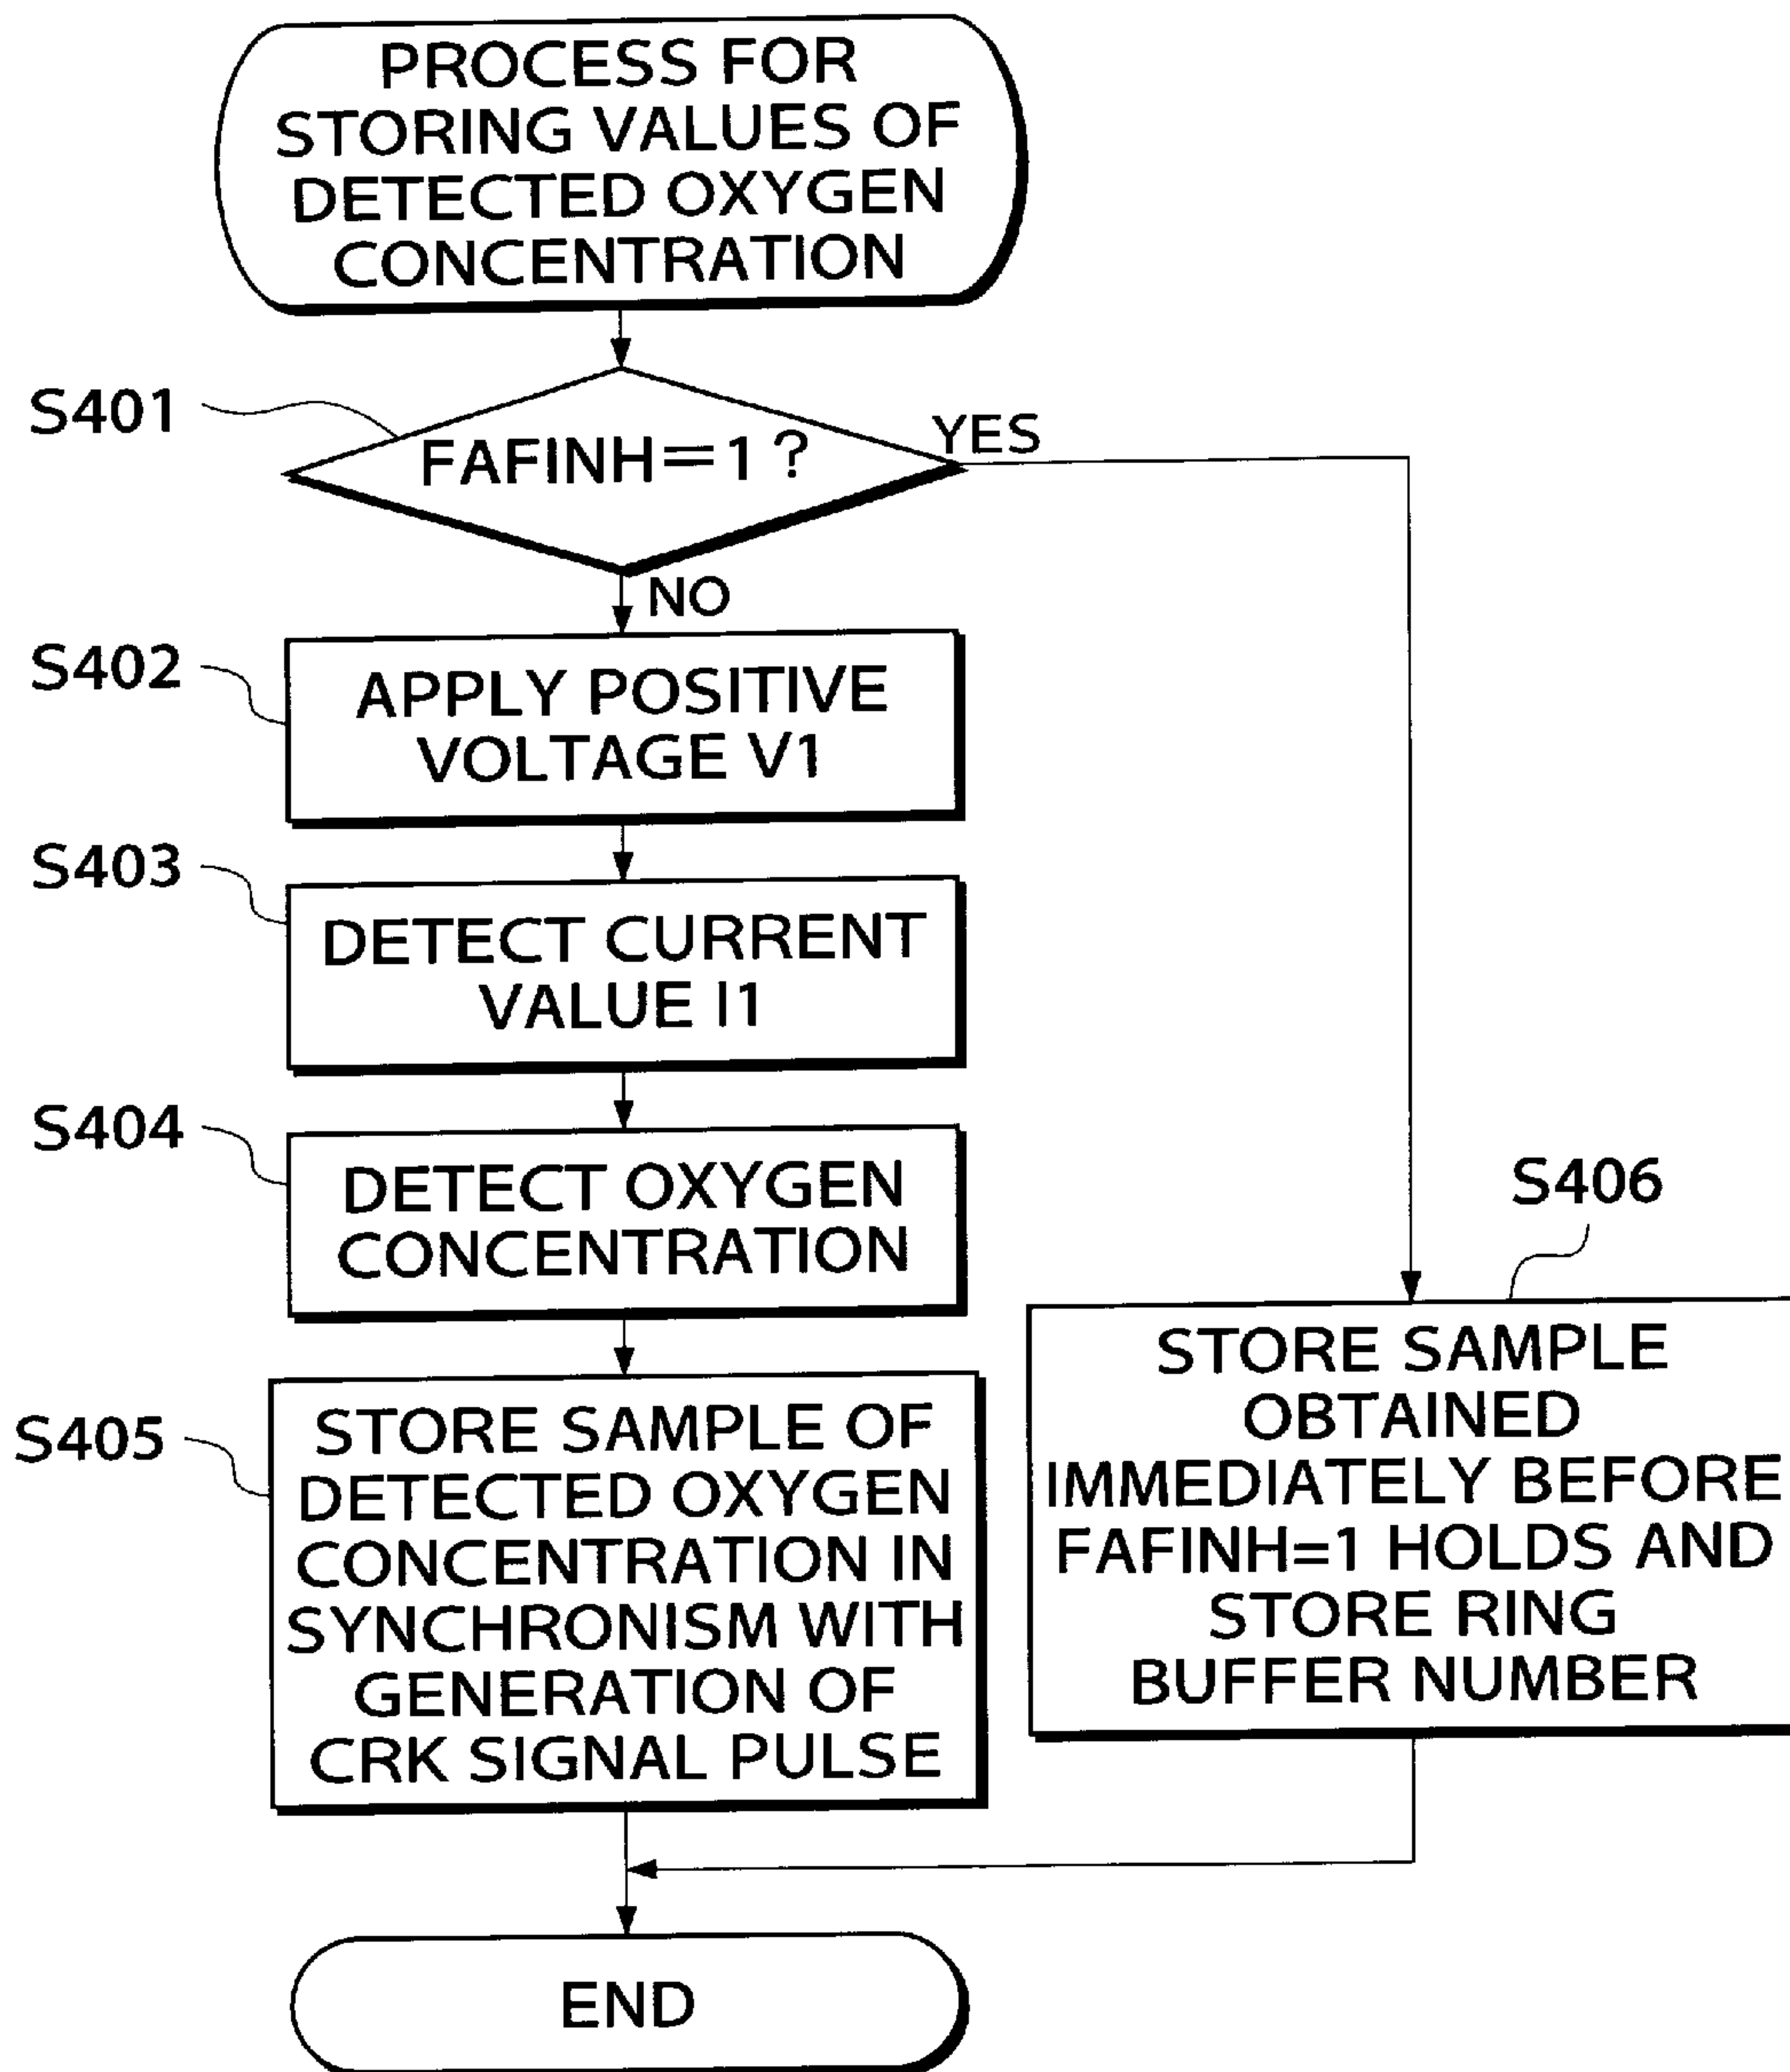 PROCESS FOR
STORING VALUES OF
DETECTED OXYGEN
CONCENTRATION
S401
FAFINH=1?
YES
NO
S402
APPLY POSITIVE
VOLTAGE V1
S403
DETECT CURRENT
VALUE I1
S404
DETECT OXYGEN
CONCENTRATION
S405
STORE SAMPLE OF
DETECTED OXYGEN
CONCENTRATION IN
SYNCHRONISM WITH
GENERATION OF
CRK SIGNAL PULSE
S406
STORE SAMPLE
OBTAINED
IMMEDIATELY BEFORE
FAFINH=1 HOLDS AND
STORE RING
BUFFER NUMBER
END